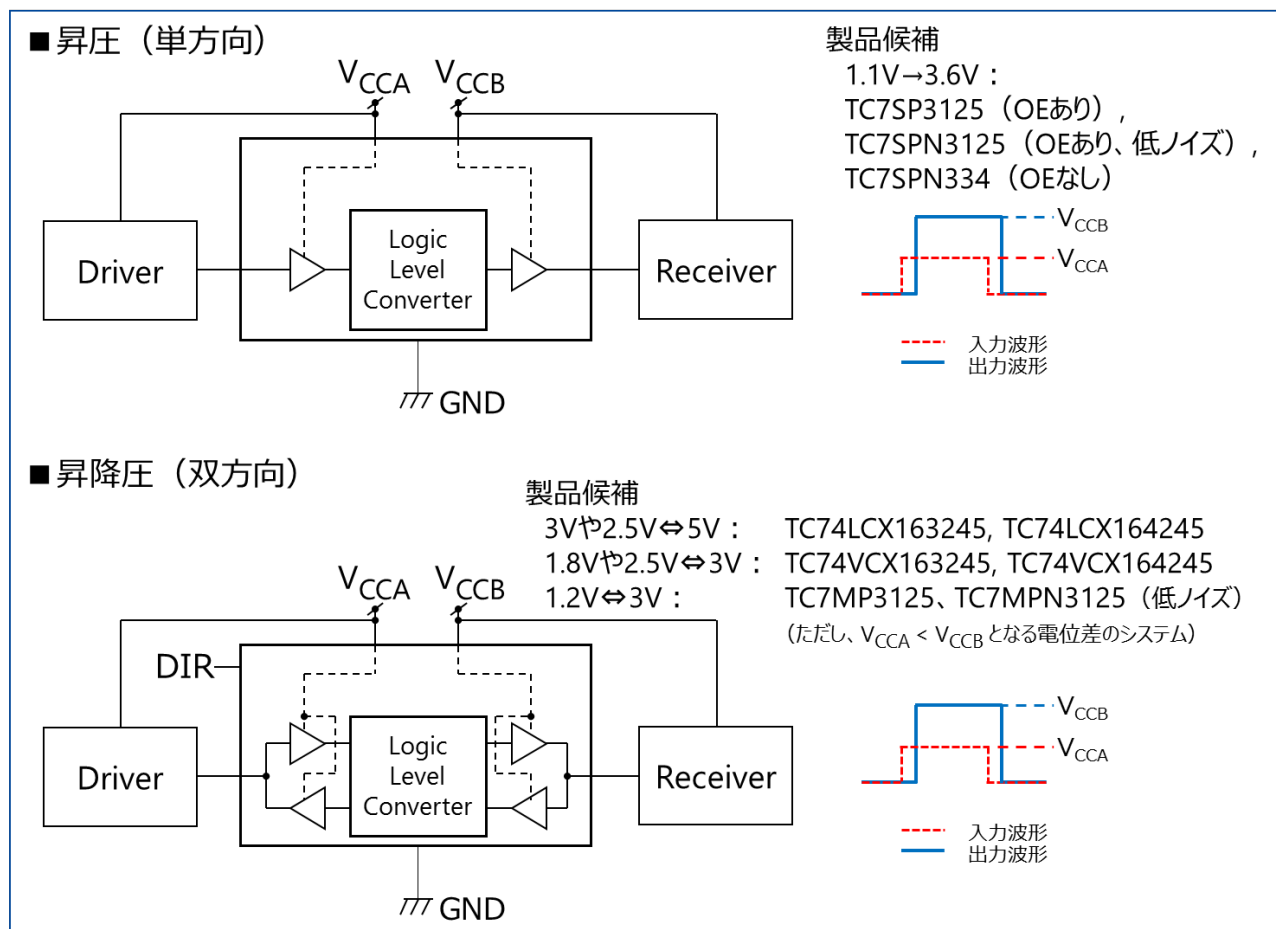 ■昇圧（単方向）
VCCA VCCB
Driver
Logic
Level
Converter
Receiver
GND
製品候補
1.1V→3.6V：
TC7SP3125（OEあり）,
TC7SPN3125（OEあり、低ノイズ）,
TC7SPN334（OEなし）
VCCB
VCCA
入力波形
出力波形
■昇降圧（双方向）
製品候補
3Vや2.5V⇔5V： TC74LCX163245, TC74LCX164245
1.8Vや2.5V⇔3V： TC74VCX163245, TC74VCX164245
1.2V⇔3V： TC7MP3125、TC7MPN3125（低ノイズ）
（ただし、VCCA < VCCBとなる電位差のシステム）
VCCA VCCB
DIR
Driver
Logic
Level
Converter
Receiver
GND
VCCB
VCCA
入力波形
出力波形